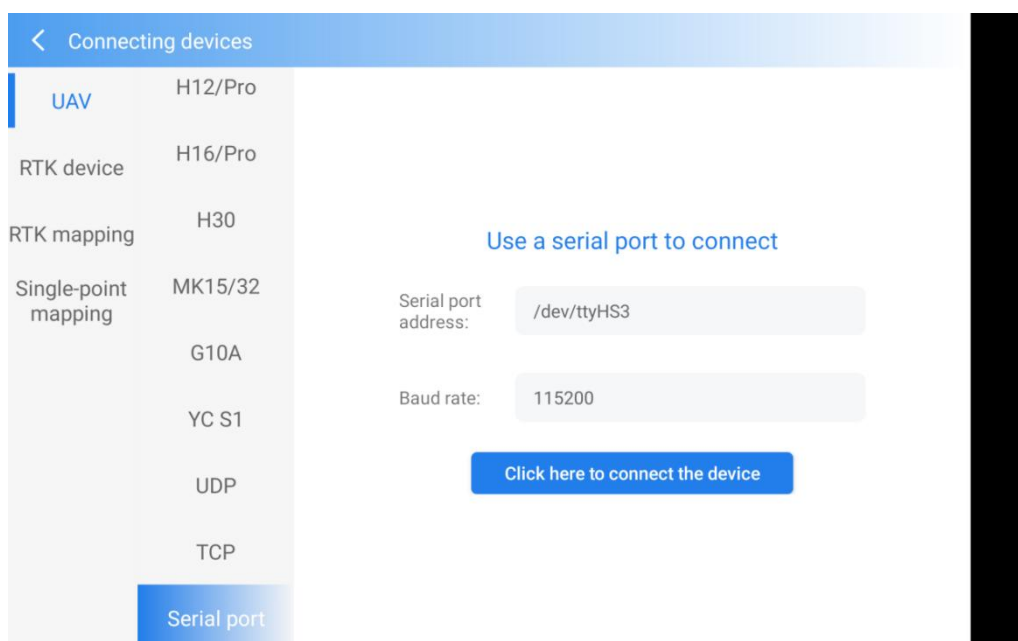 Connecting devices
UAV
RTK device
RTK mapping
Single-point
mapping
H12/Pro
H16/Pro
H30
MK15/32
G10A
YC S1
UDP
TCP
Serial port
Use a serial port to connect
Serial port
address:
/dev/ttyHS3
Baud rate:
115200
Click here to connect the device